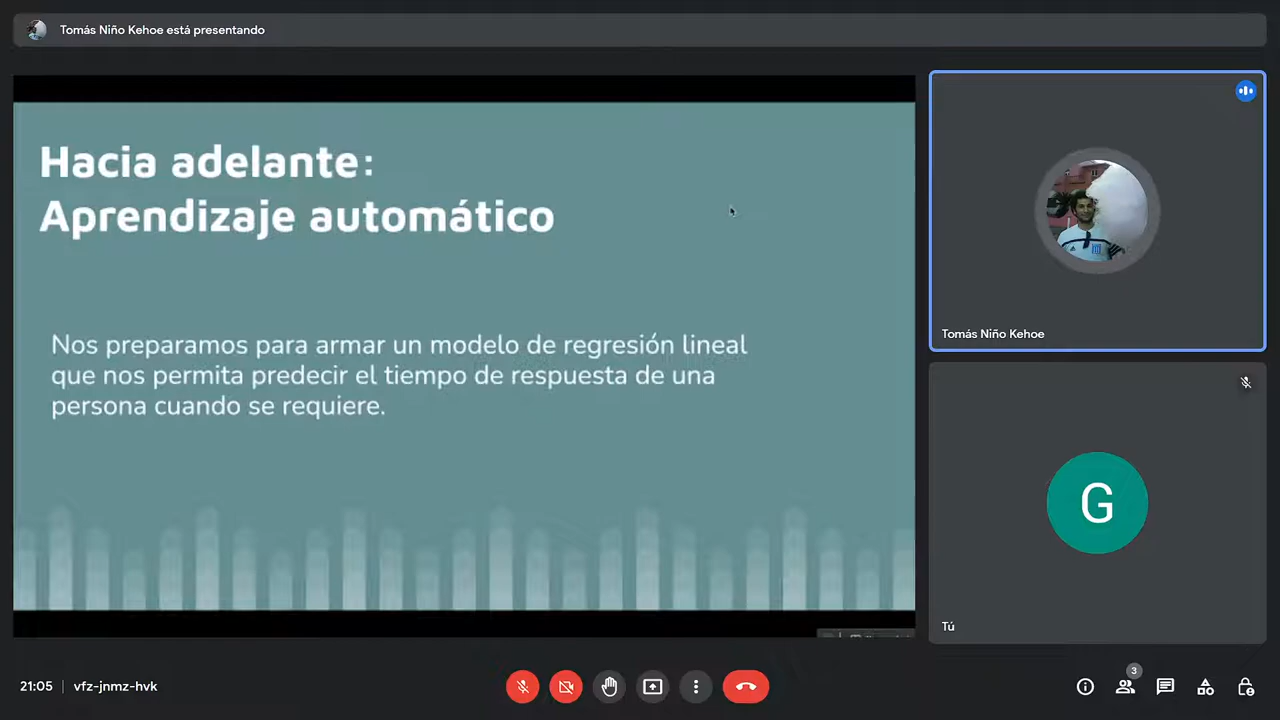 Tomás Niño Kehoe está presentando
Hacia adelante:
Aprendizaje automático
Nos preparamos para armar un modelo de regresión lineal
que nos permita predecir el tiempo de respuesta de una
persona cuando se requiere.
Tomás Niño Kehoe
G
Tú
21:05 | vfz-jnmz-hvk
3